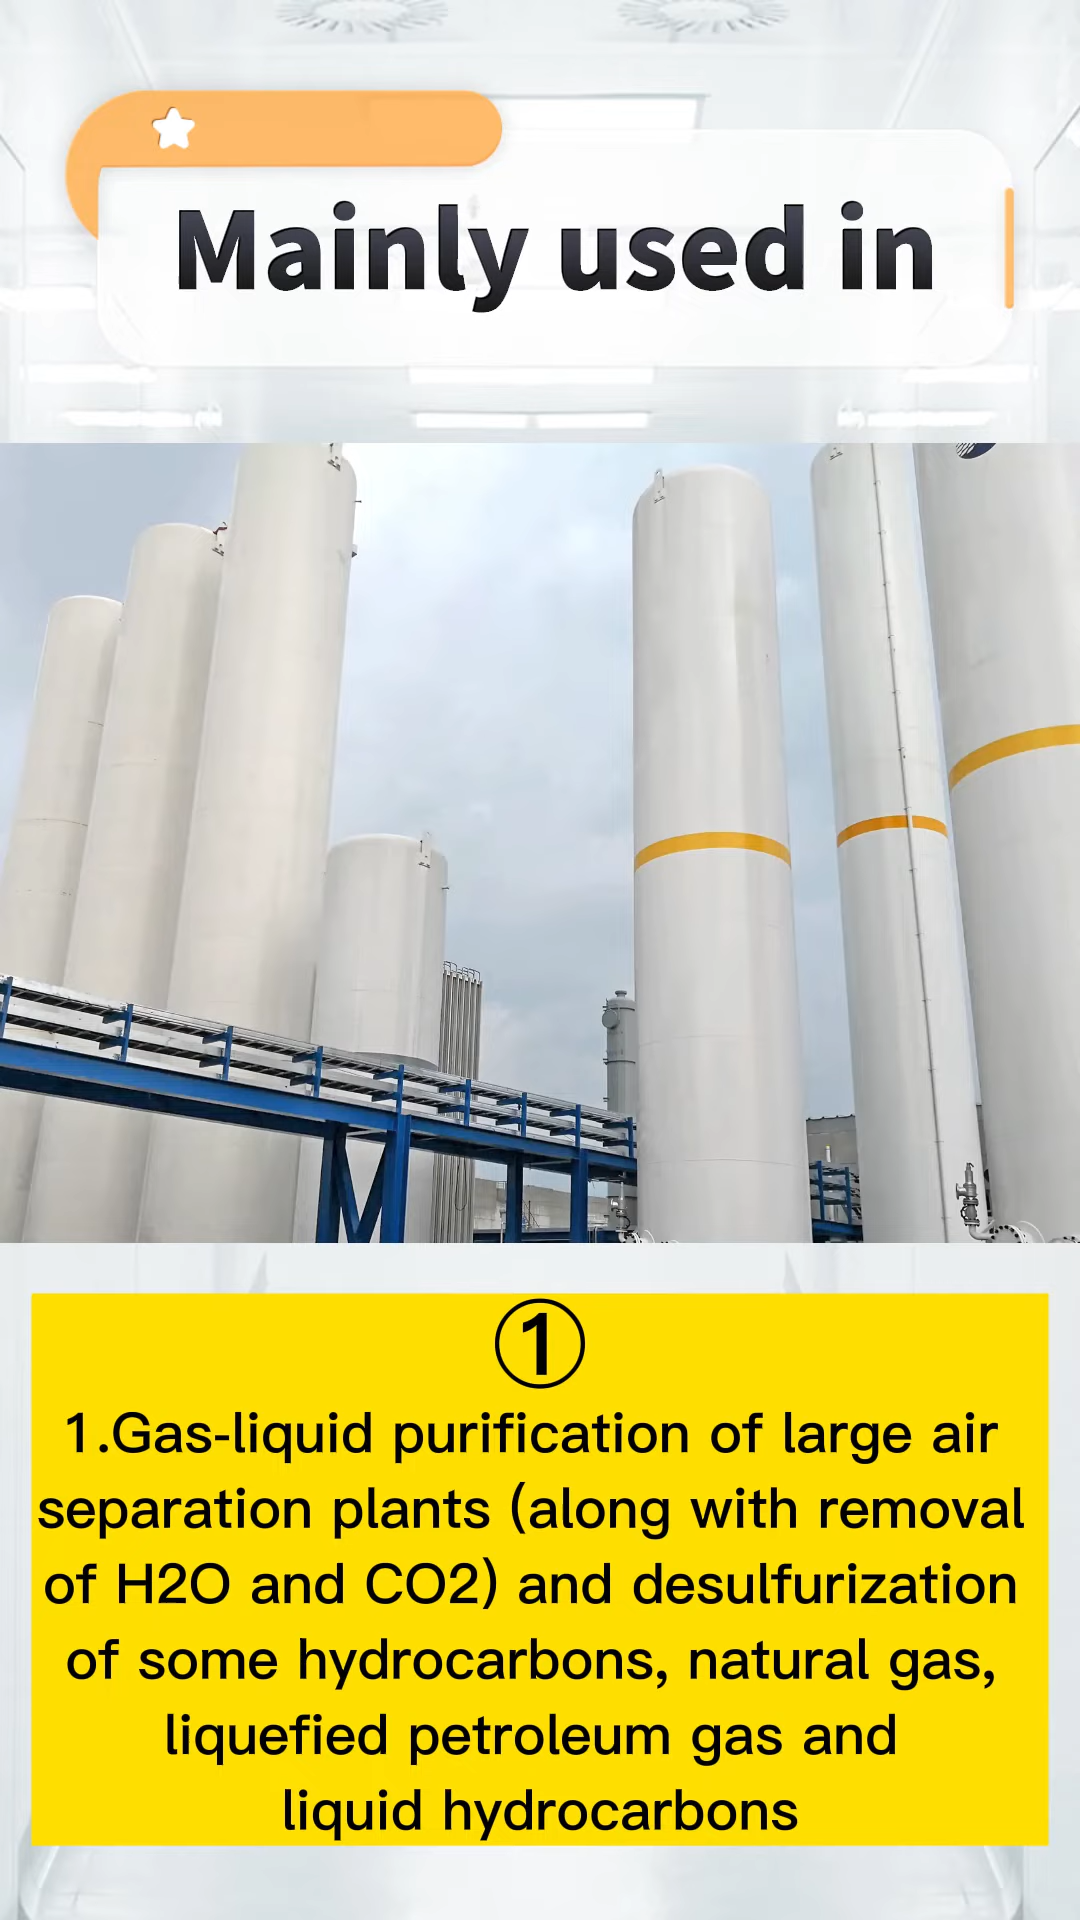 Mainly used in
①
1.Gas-liquid purification of large air
separation plants (along with removal
of H2O and CO2) and desulfurization
of some hydrocarbons, natural gas,
liquefied petroleum gas and
liquid hydrocarbons